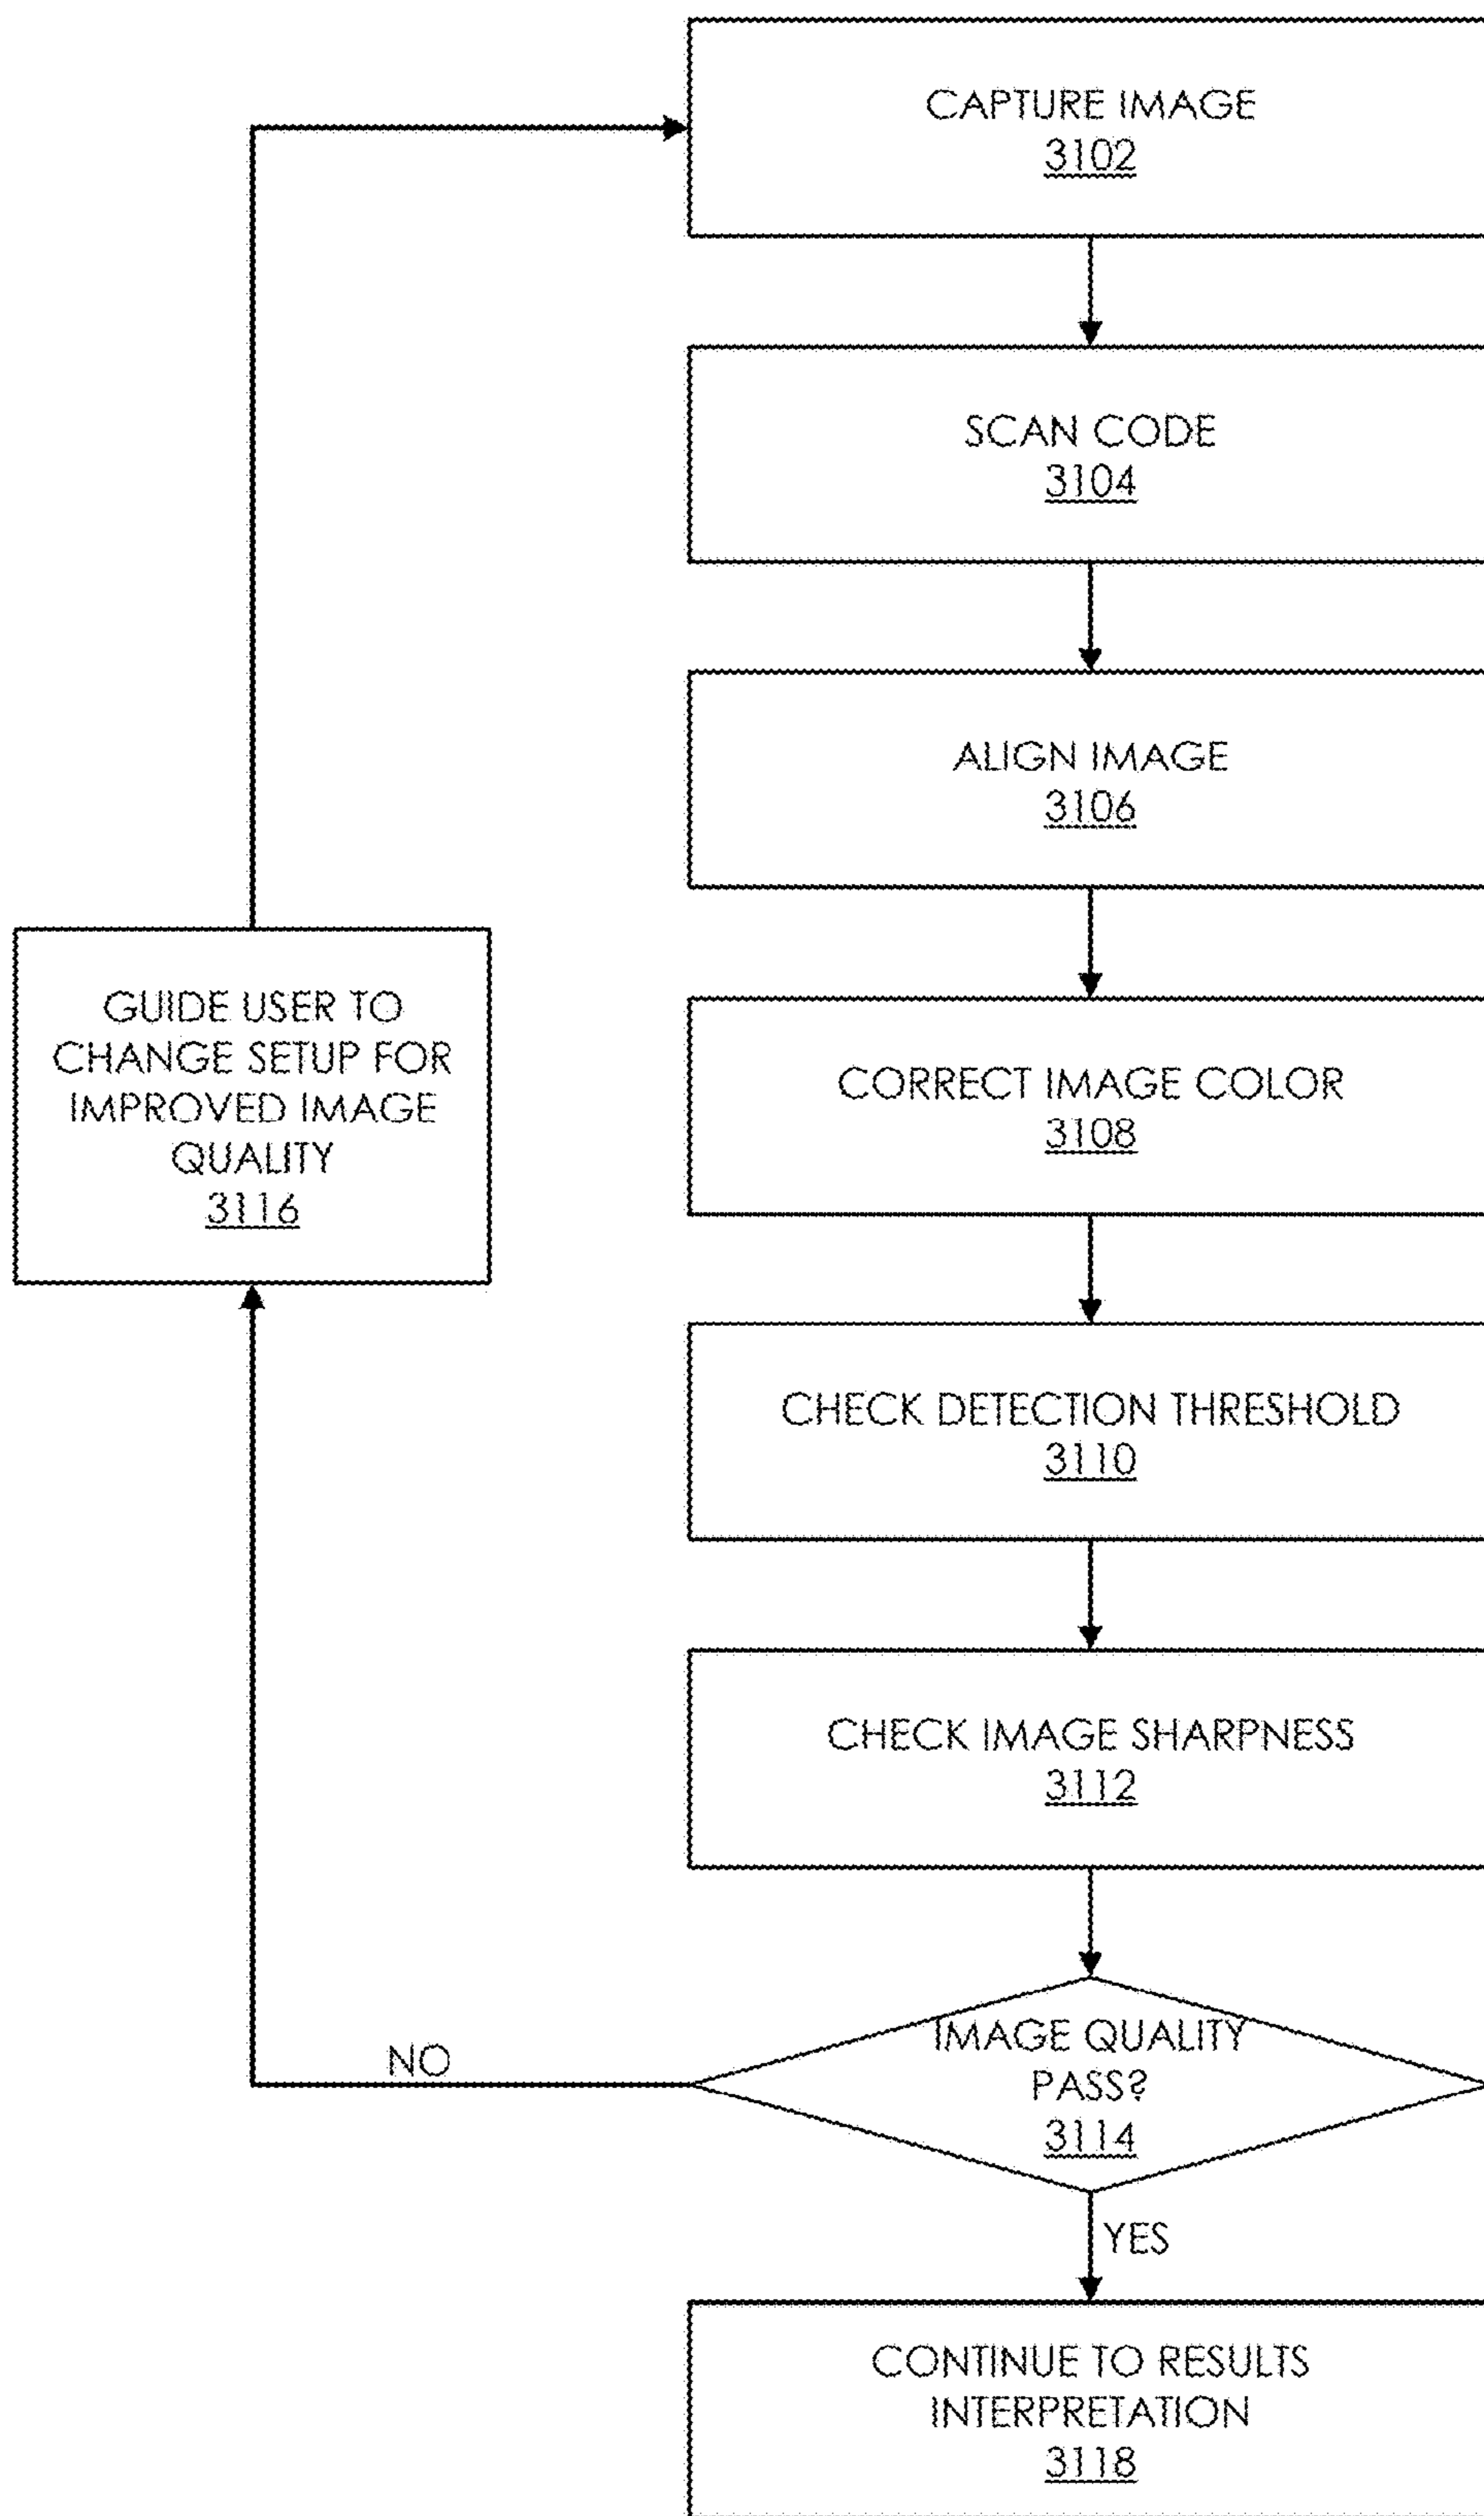 CAPTURE IMAGE
3102
SCAN CODE
3104
ALIGN IMAGE
3106
GUIDE USER TO
CHANGE SETUP FOR
IMPROVED IMAGE
QUALITY
3116
CORRECT IMAGE COLOR
3108
CHECK DETECTION THRESHOLD
3110
CHECK IMAGE SHARPNESS
3112
IMAGE QUALITY
PASS?
3114
NO
YES
CONTINUE TO RESULTS
INTERPRETATION
3118